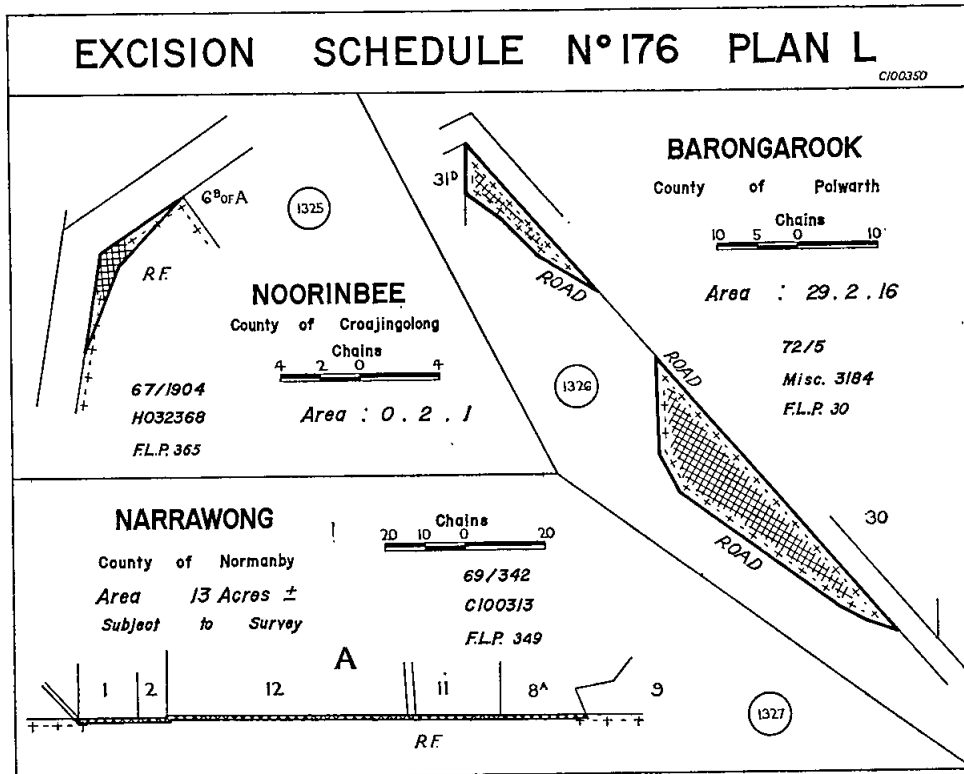 EXCISION SCHEDULE Nº 176 PLAN L
C100350
6ᴮ OF A
1325
R.F.
NOORINBEE
County of Croajingolong
Chains
4 2 0 4
67/1904
H032368
F.L.P. 365
Area : 0 . 2 . 1
31ᴰ
ROAD
BARONGAROOK
County of Polwarth
Chains
10 5 0 10
Area : 29 . 2 . 16
72/5
Misc. 3184
F.L.P. 30
1326
ROAD
ROAD
30
NARRAWONG
County of Normanby
Area 13 Acres ±
Subject to Survey
Chains
20 10 0 20
69/342
C100313
F.L.P. 349
A
1 2 12 11 8ᴬ 9
R.F.
1327